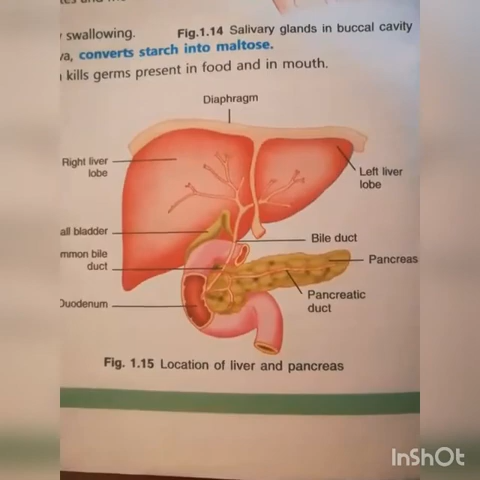 swallowing.
Fig.1.14 Salivary glands in buccal cavity
va, converts starch into maltose.
kills germs present in food and in mouth.
Diaphragm
Right liver
lobe
Left liver
lobe
all bladder
Bile duct
mmon bile
duct
Pancreas
Duodenum
Pancreatic
duct
Fig. 1.15 Location of liver and pancreas
InShOt